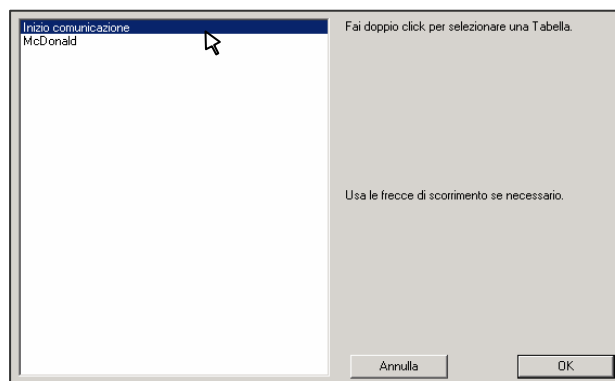 Inizio comunicazione
McDonald
Fai doppio click per selezionare una Tabella.
Usa le frecce di scorrimento se necessario.
Annulla
OK